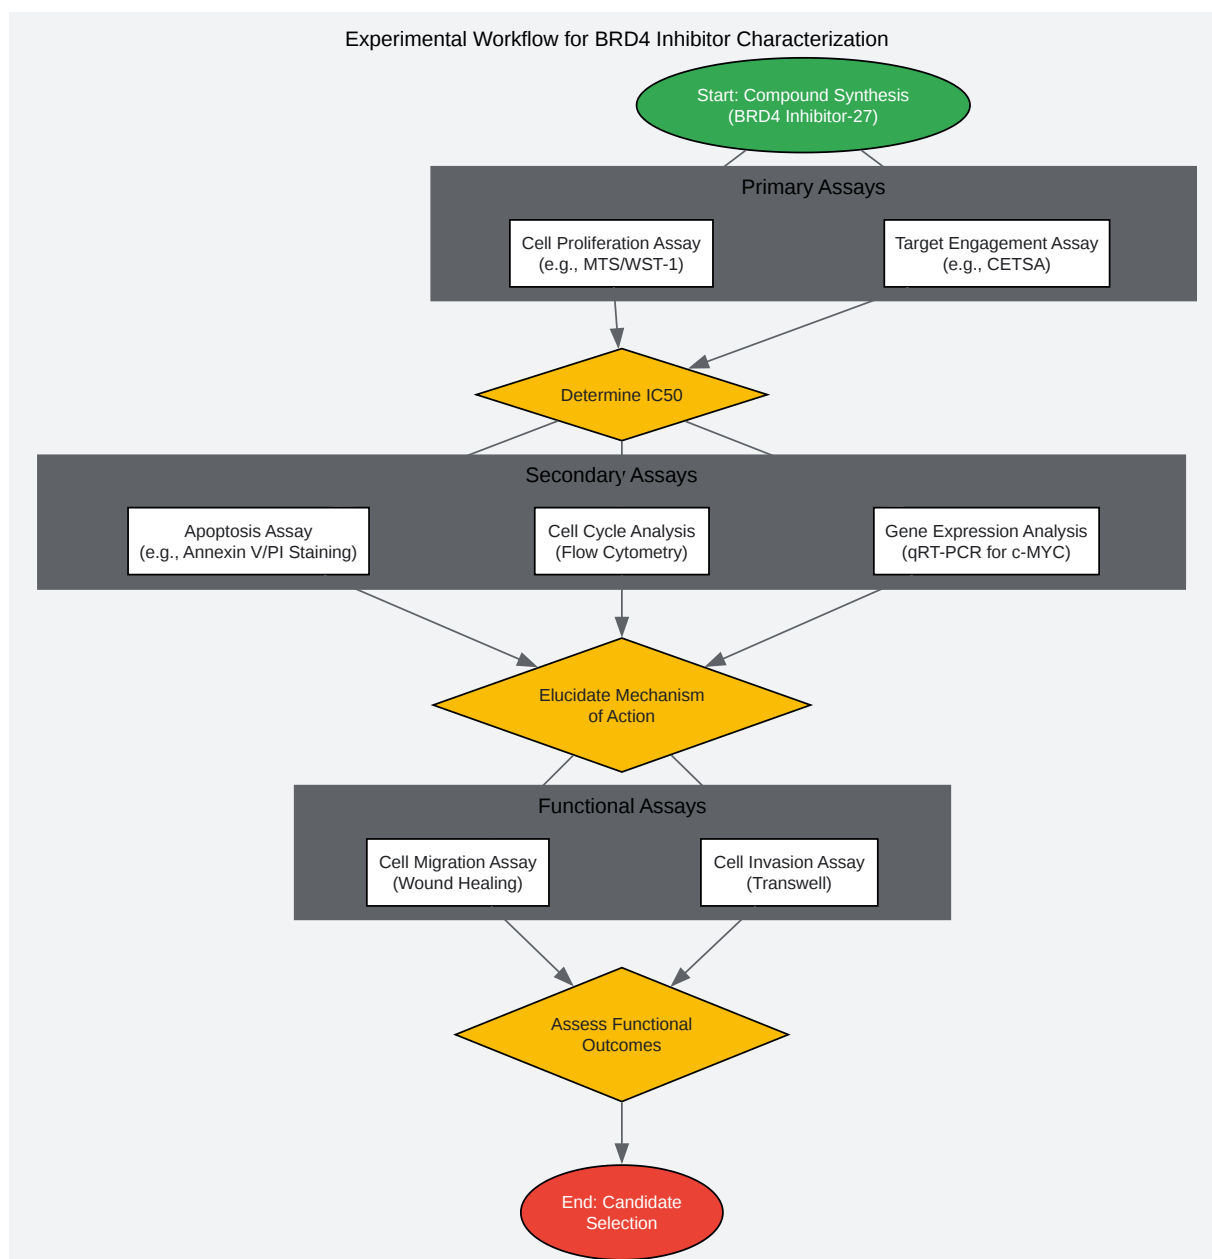 Experimental Workflow for BRD4 Inhibitor Characterization
Start: Compound Synthesis
(BRD4 Inhibitor-27)
Primary Assays
Cell Proliferation Assay
(e.g., MTS/WST-1)
Target Engagement Assay
(e.g., CETSA)
Determine IC50
Secondary Assays
Apoptosis Assay
(e.g., Annexin V/PI Staining)
Cell Cycle Analysis
(Flow Cytometry)
Gene Expression Analysis
(qRT-PCR for c-MYC)
Elucidate Mechanism
of Action
Functional Assays
Cell Migration Assay
(Wound Healing)
Cell Invasion Assay
(Transwell)
Assess Functional
Outcomes
End: Candidate
Selection